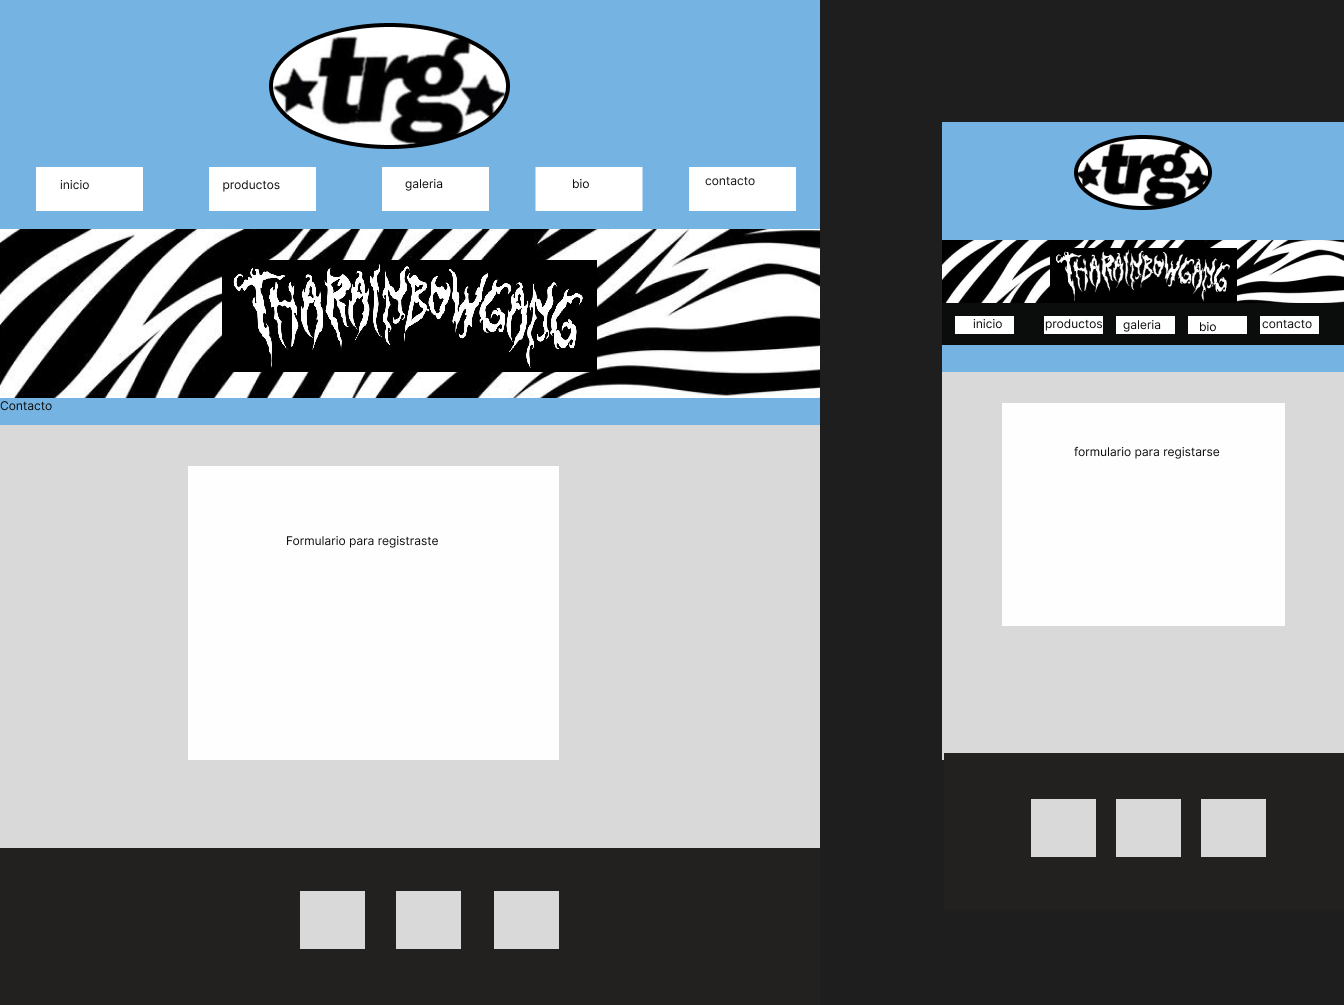 trg
inicio
productos
galeria
bio
contacto
THARAINBOWGANG
Contacto
Formulario para registraste
trg
THARAINBOWGANG
inicio
productos
galeria
bio
contacto
formulario para registarse